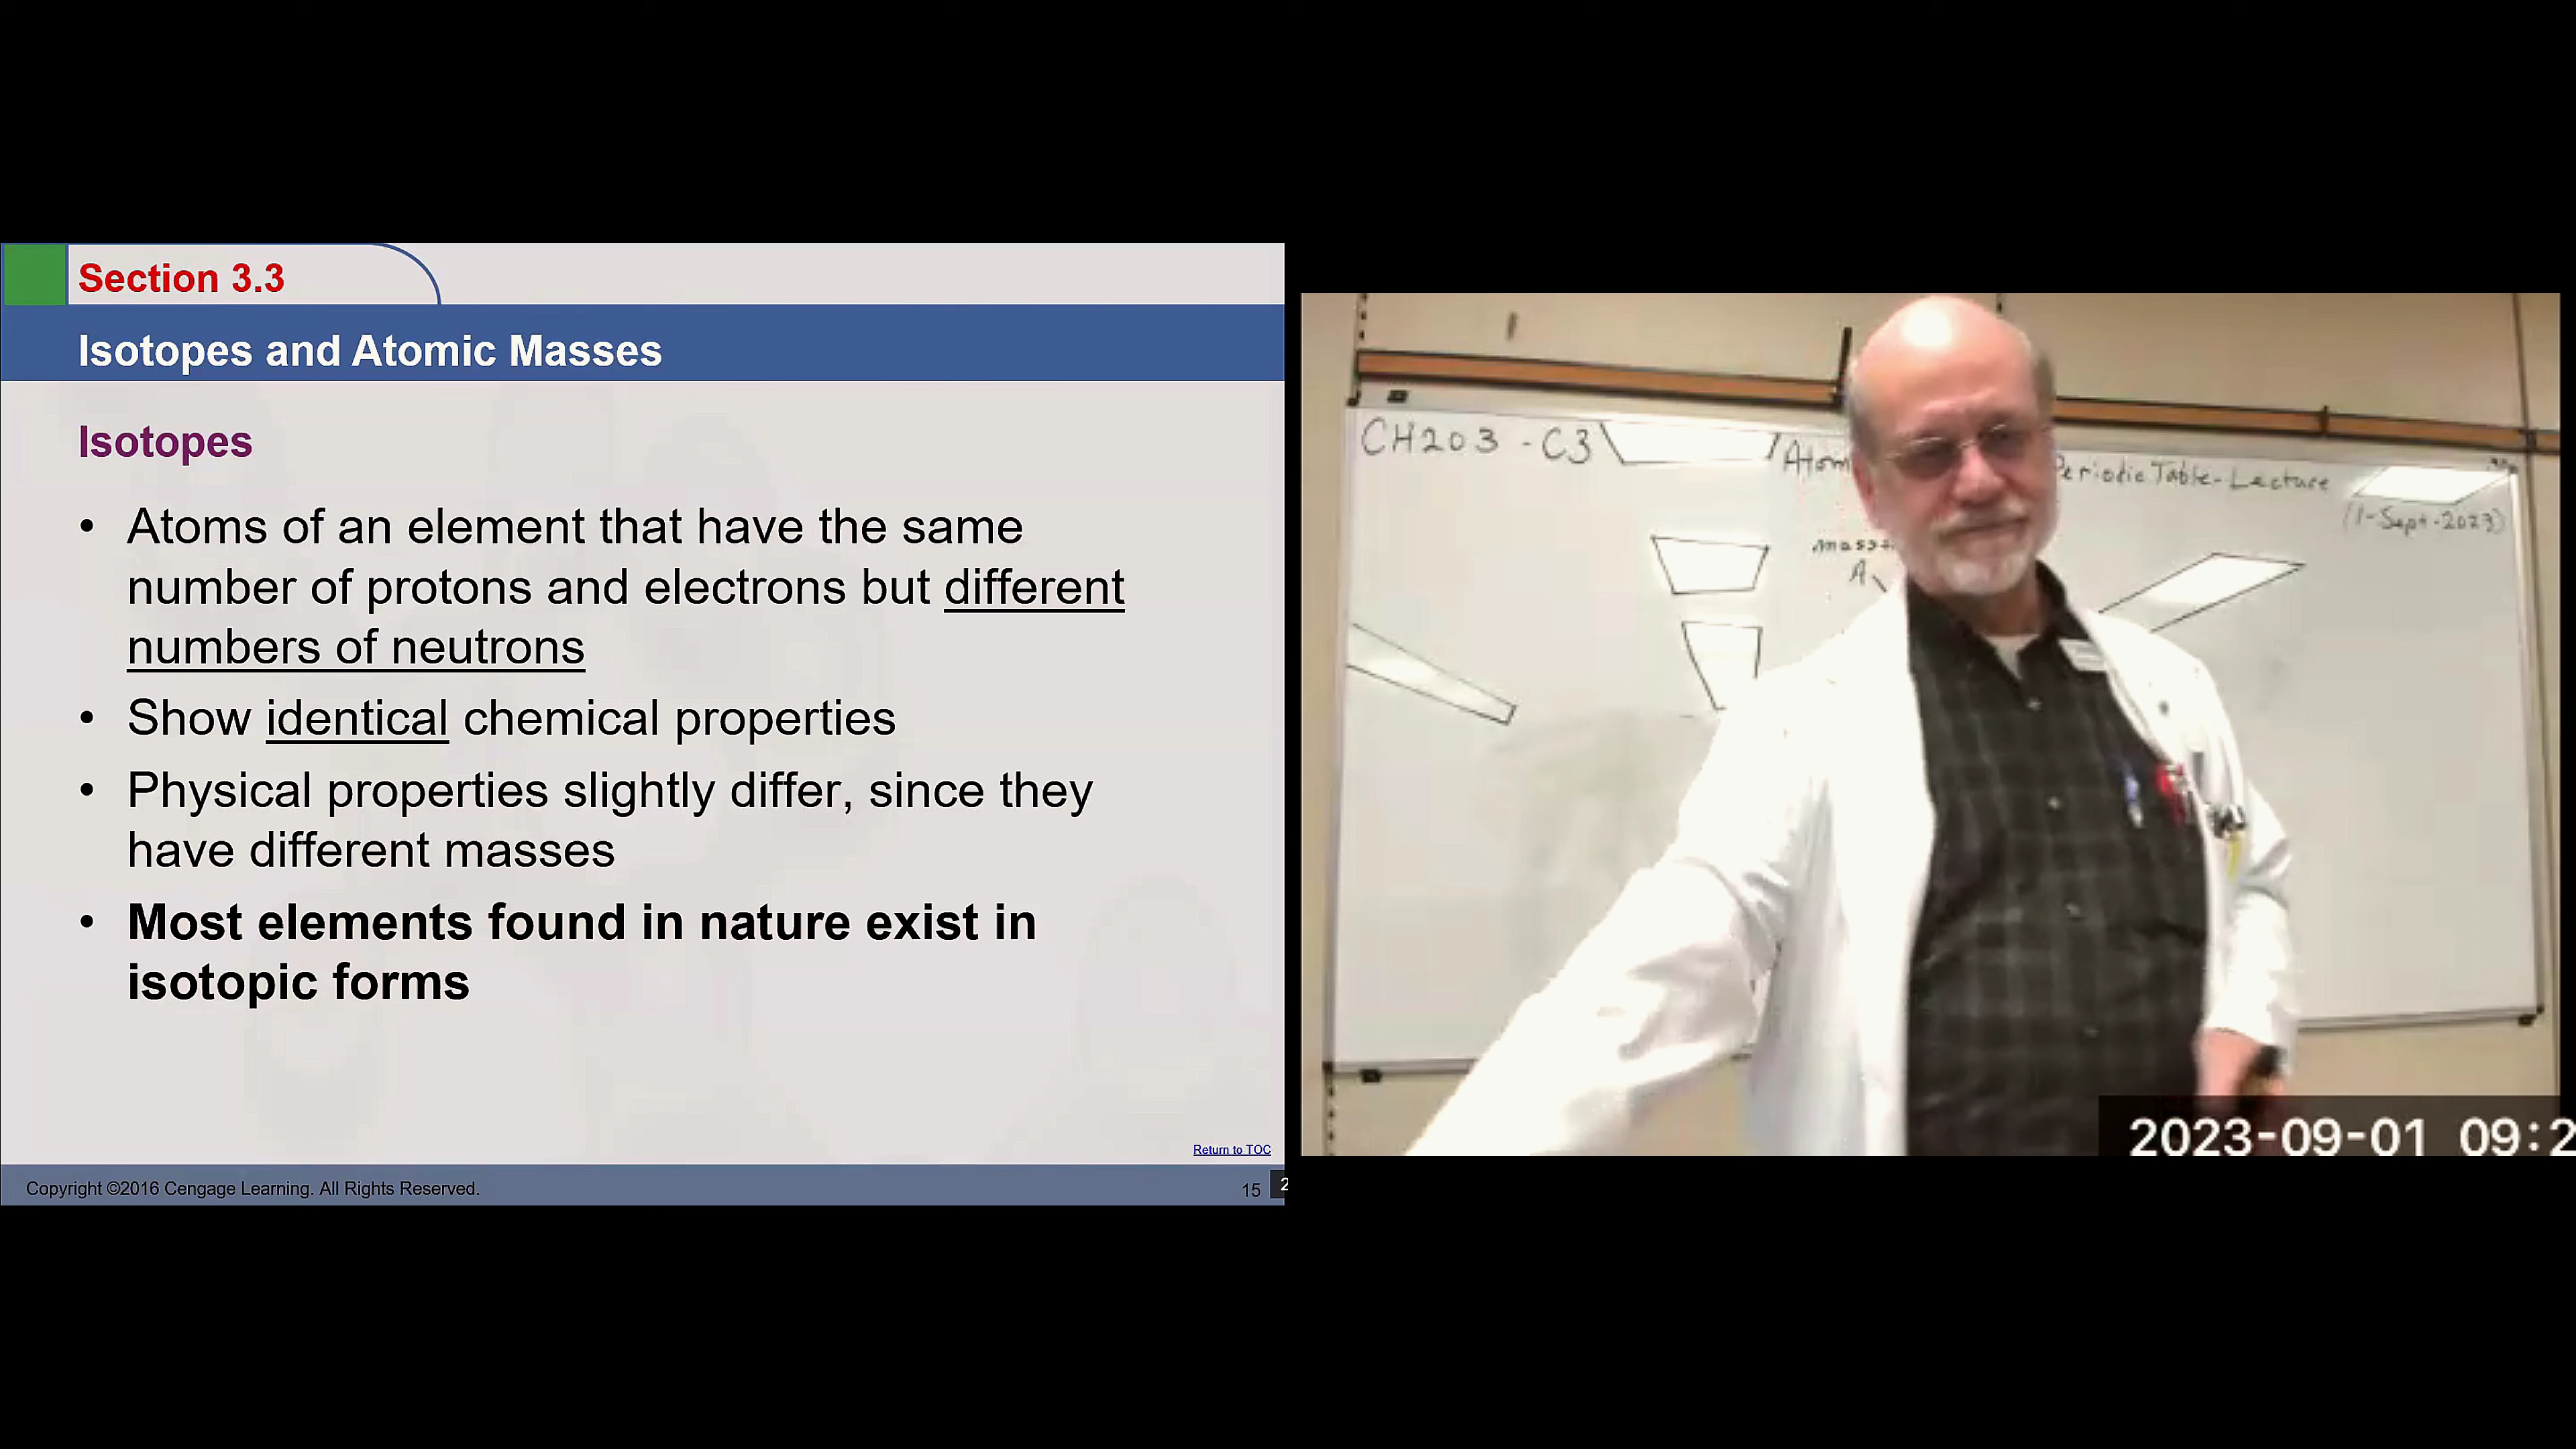 Section 3.3
Isotopes and Atomic Masses
Isotopes
• Atoms of an element that have the same
number of protons and electrons but different
numbers of neutrons
• Show identical chemical properties
• Physical properties slightly differ, since they
have different masses
• Most elements found in nature exist in
isotopic forms
Return to TOC
Copyright ©2016 Cengage Learning. All Rights Reserved.
15
2
CH203 - C3
Atom
Periodic Table - Lecture
(1-Sept-2023)
mass
A
2023-09-01 09:2